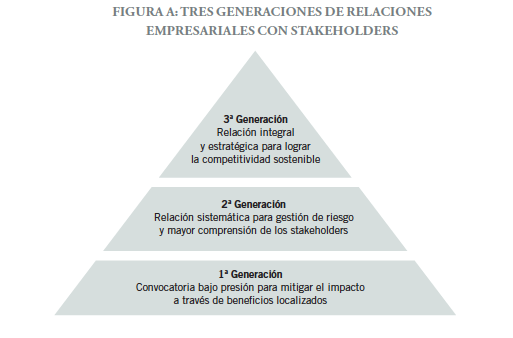 FIGURA A: TRES GENERACIONES DE RELACIONES
EMPRESARIALES CON STAKEHOLDERS
3ª Generación
Relación integral
y estratégica para lograr
la competitividad sostenible
2ª Generación
Relación sistemática para gestión de riesgo
y mayor comprensión de los stakeholders
1ª Generación
Convocatoria bajo presión para mitigar el impacto
a través de beneficios localizados